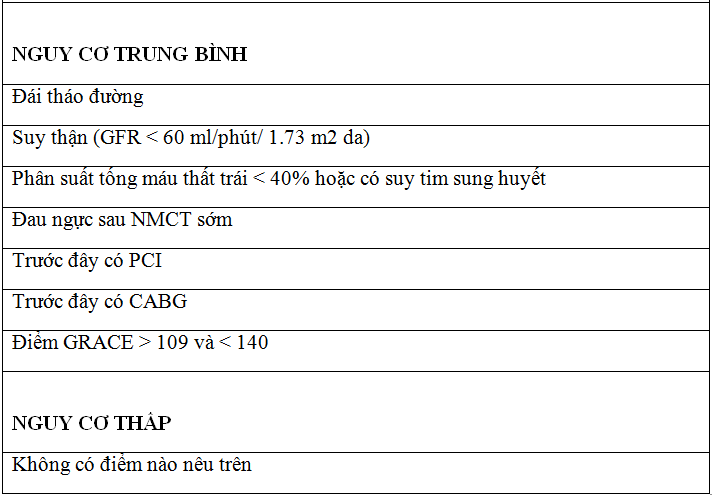 NGUY CƠ TRUNG BÌNH
Đái tháo đường
Suy thận (GFR < 60 ml/phút/ 1.73 m2 da)
Phân suất tống máu thất trái < 40% hoặc có suy tim sung huyết
Đau ngực sau NMCT sớm
Trước đây có PCI
Trước đây có CABG
Điểm GRACE > 109 và < 140
NGUY CƠ THẤP
Không có điểm nào nêu trên